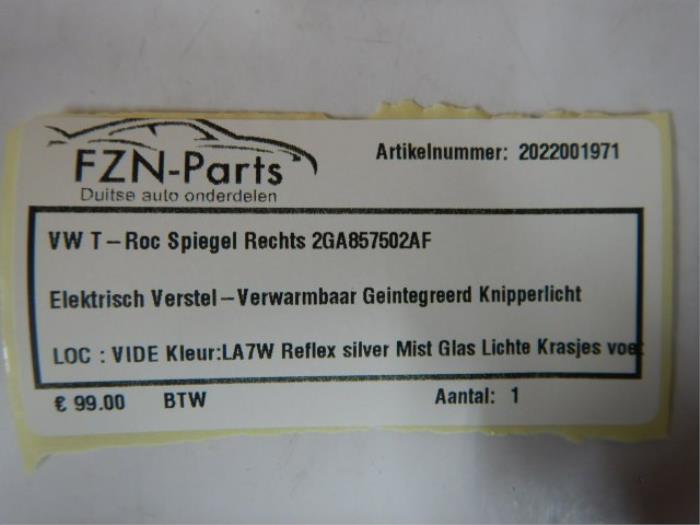 FZN-Parts
Duitse auto onderdelen
Artikelnummer: 2022001971
VW T-Roc Spiegel Rechts 2GA857502AF
Elektrisch Verstel-Verwarmbaar Geintegreerd Knipperlicht
LOC : VIDE Kleur:LA7W Reflex silver Mist Glas Lichte Krasjes
€ 99.00 BTW Aantal: 1